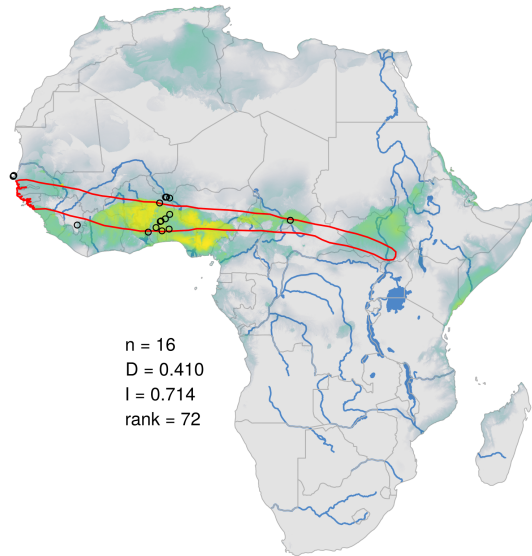 n = 16
D = 0.410
I = 0.714
rank = 72